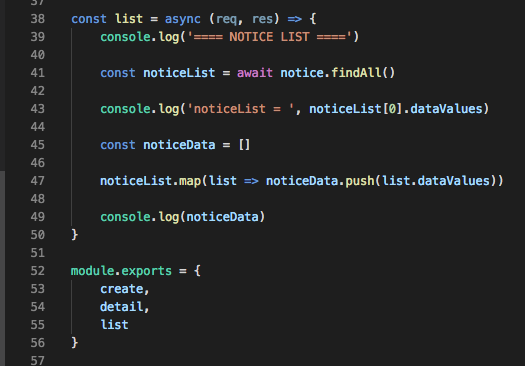 37
38 const list = async (req, res) => {
39     console.log('==== NOTICE LIST ====')
40
41     const noticeList = await notice.findAll()
42
43     console.log('noticeList = ', noticeList[0].dataValues)
44
45     const noticeData = []
46
47     noticeList.map(list => noticeData.push(list.dataValues))
48
49     console.log(noticeData)
50 }
51
52 module.exports = {
53     create,
54     detail,
55     list
56 }
57